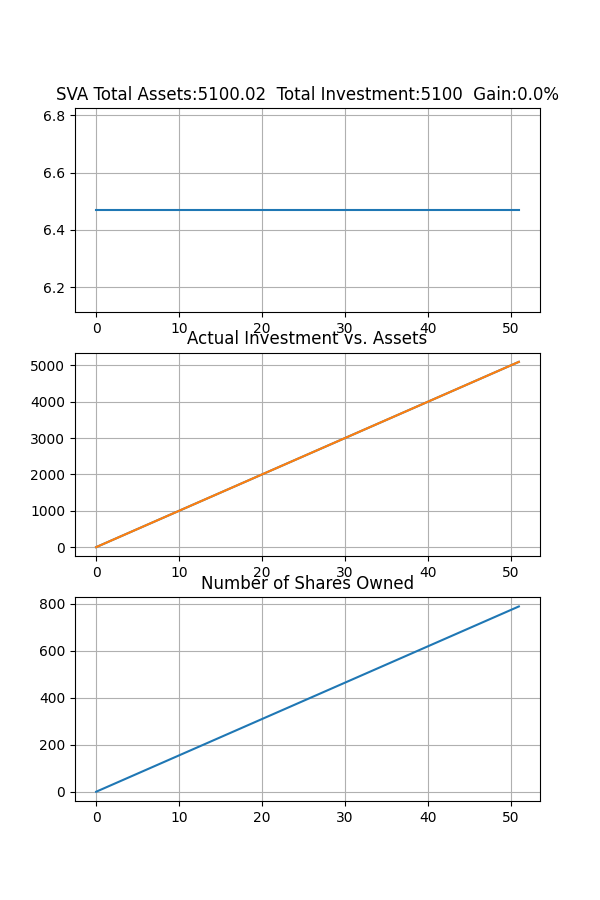 SVA Total Assets:5100.02  Total Investment:5100  Gain:0.0%
6.8
6.6
6.4
6.2
0 10 20 30 40 50
Actual Investment vs. Assets
5000
4000
3000
2000
1000
0
0 10 20 30 40 50
Number of Shares Owned
800
600
400
200
0
0 10 20 30 40 50